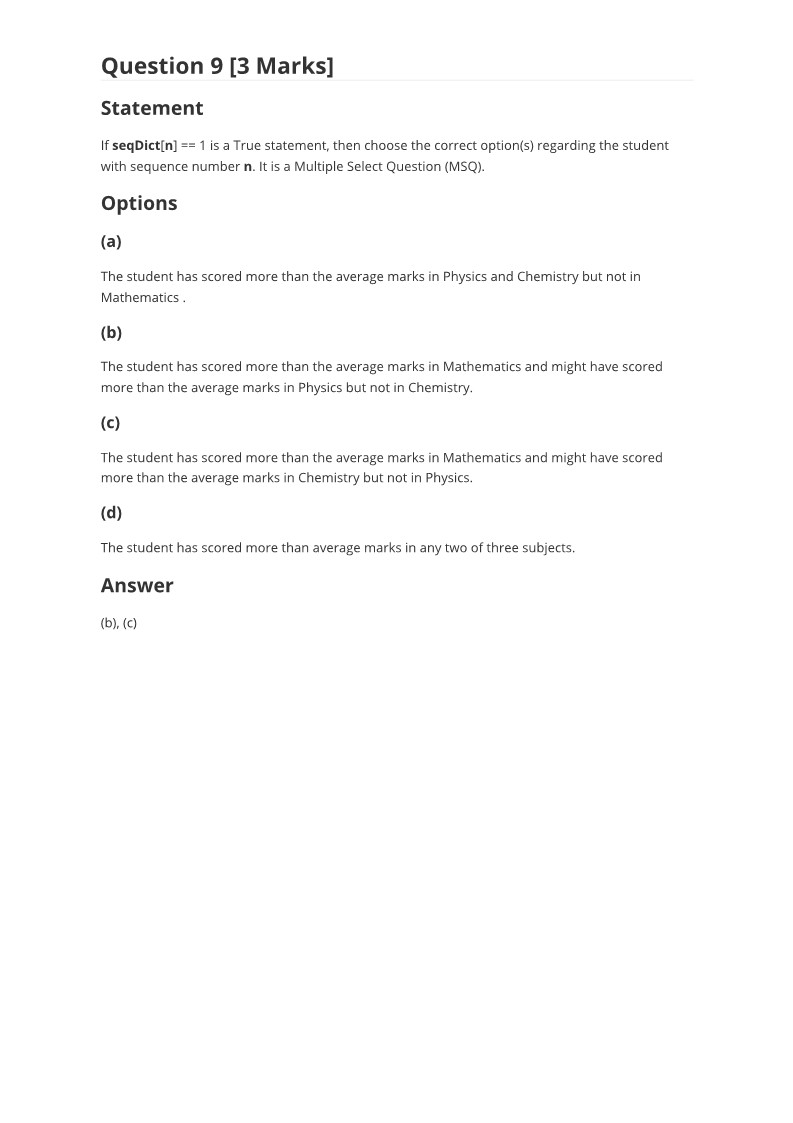 Question 9 [3 Marks]
Statement
If seqDict[n] == 1 is a True statement, then choose the correct option(s) regarding the student
with sequence number n. It is a Multiple Select Question (MSQ).
Options
(a)
The student has scored more than the average marks in Physics and Chemistry but not in
Mathematics .
(b)
The student has scored more than the average marks in Mathematics and might have scored
more than the average marks in Physics but not in Chemistry.
(c)
The student has scored more than the average marks in Mathematics and might have scored
more than the average marks in Chemistry but not in Physics.
(d)
The student has scored more than average marks in any two of three subjects.
Answer
(b), (c)